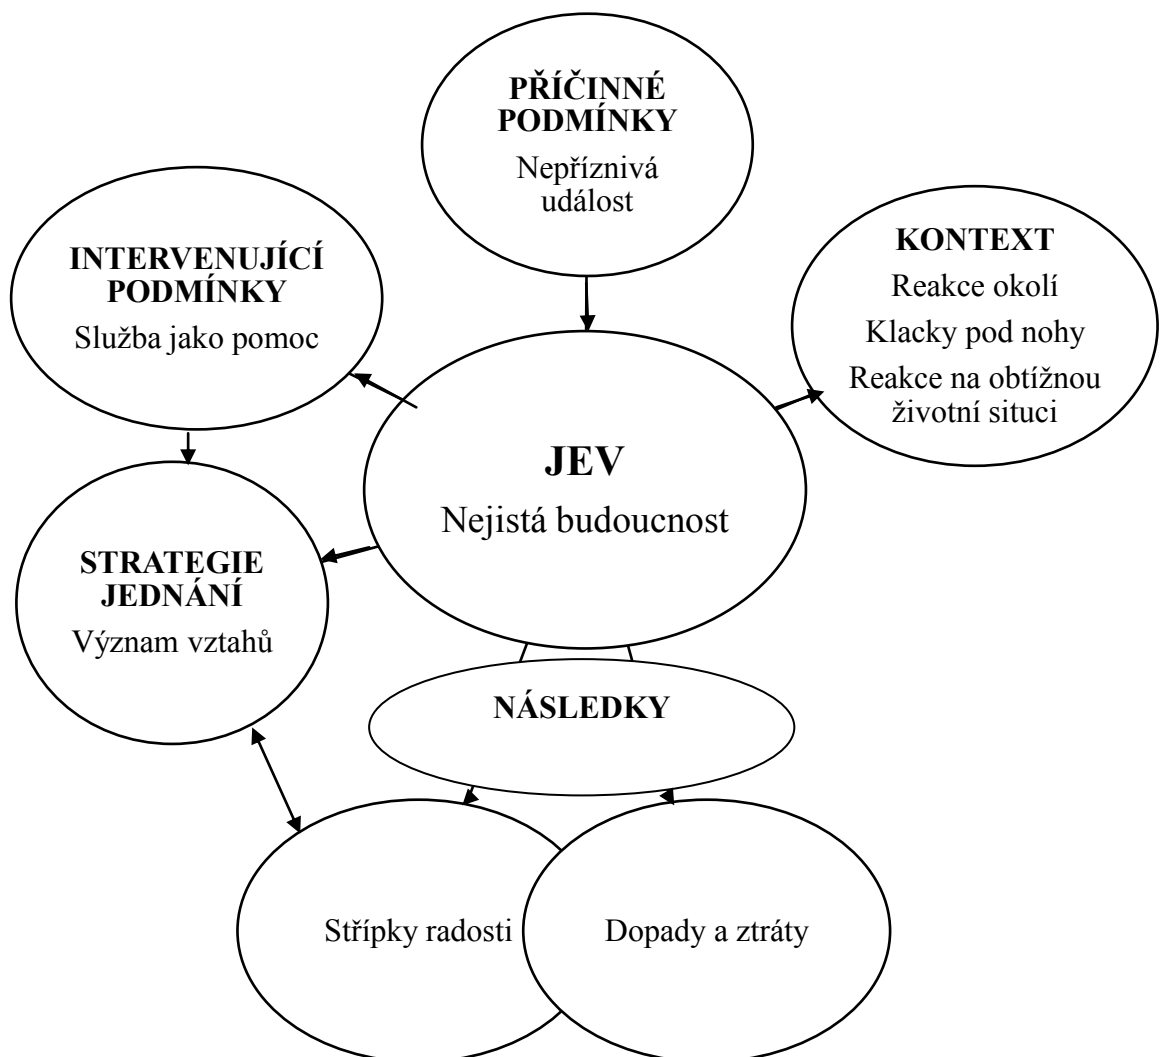 PŘÍČINNÉ
PODMÍNKY
Nepříznivá
událost
INTERVENUJÍCÍ
PODMÍNKY
Služba jako pomoc
KONTEXT
Reakce okolí
Klacky pod nohy
Reakce na obtížnou
životní situci
JEV
Nejistá budoucnost
STRATEGIE
JEDNÁNÍ
Význam vztahů
NÁSLEDKY
Střípky radosti
Dopady a ztráty